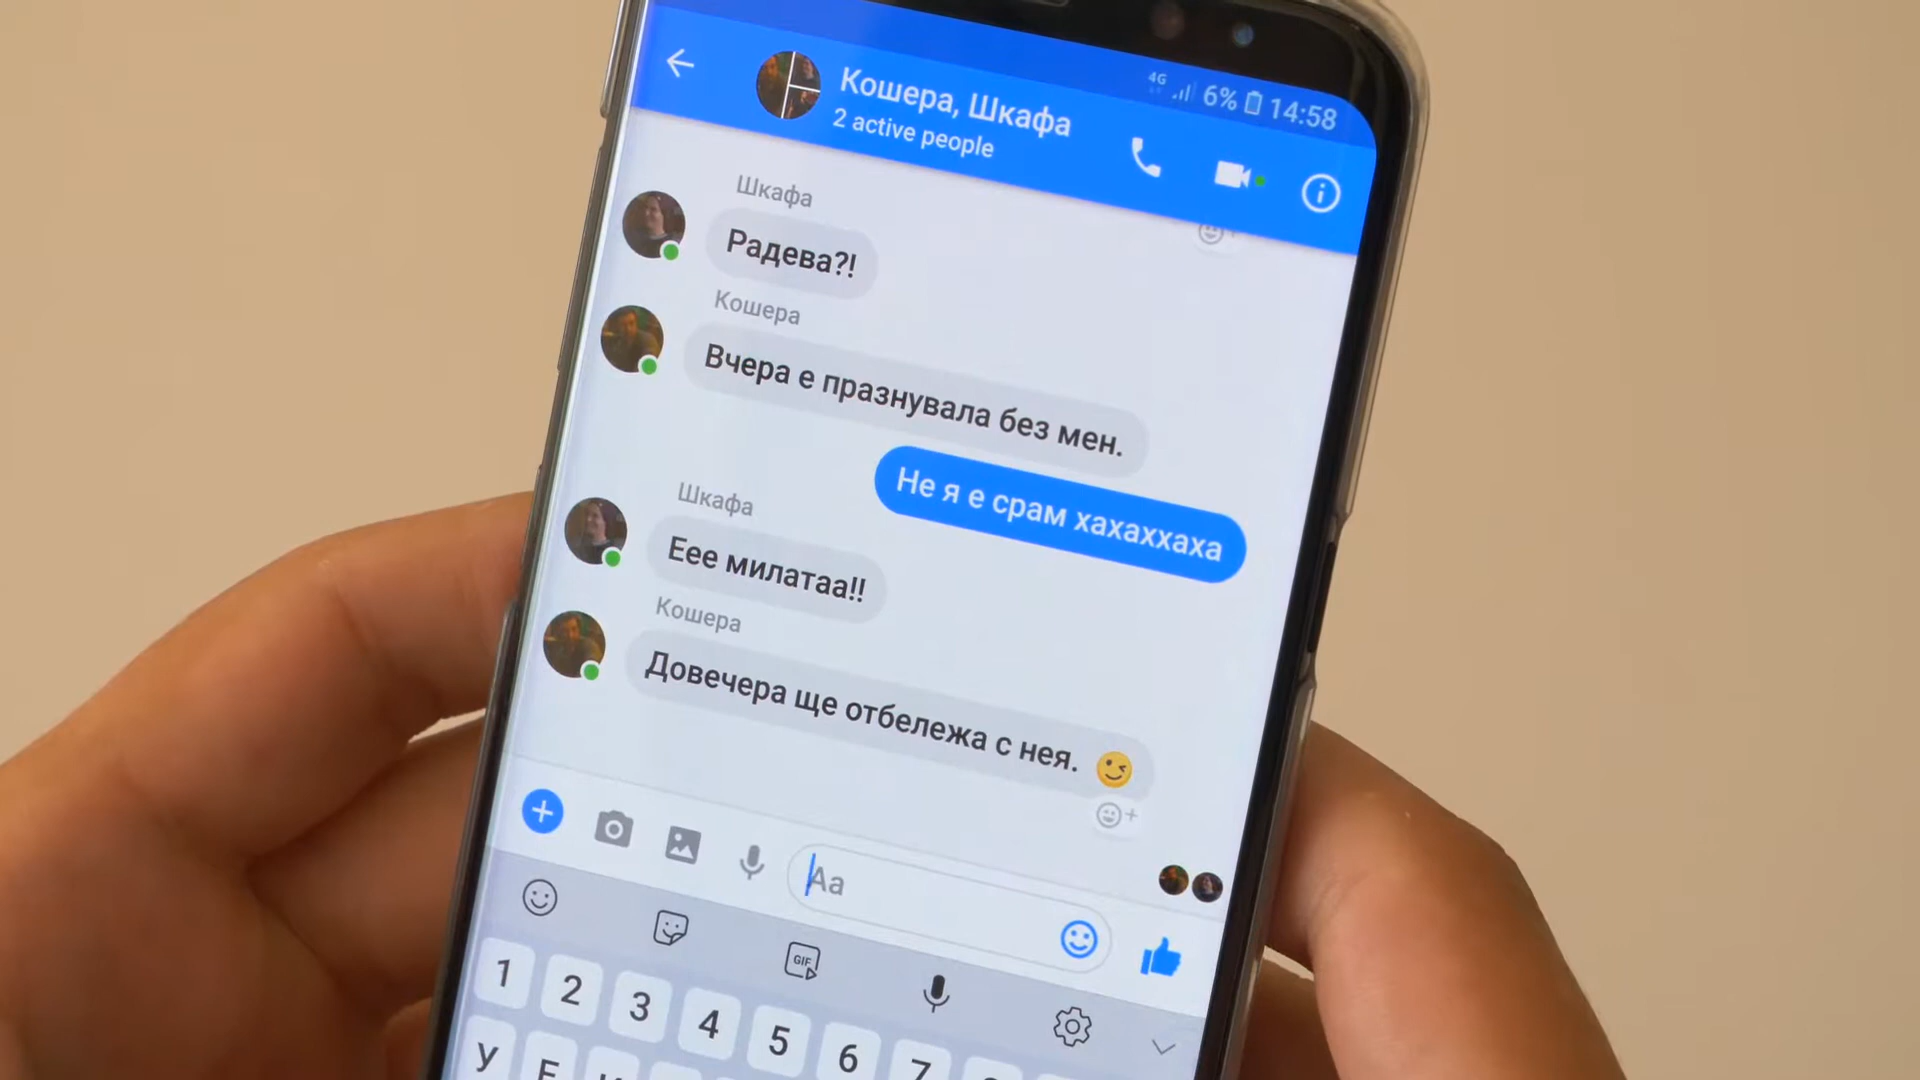 4G 6% 14:58
Кошера, Шкафа
2 active people
Шкафа
Радева?!
Кошера
Вчера е празнувала без мен.
Не я е срам хахаххаха
Шкафа
Еее милатаа!!
Кошера
Довечера ще отбележа с нея. 😉
Aa
GIF
1 2 3 4 5 6 7
У Е